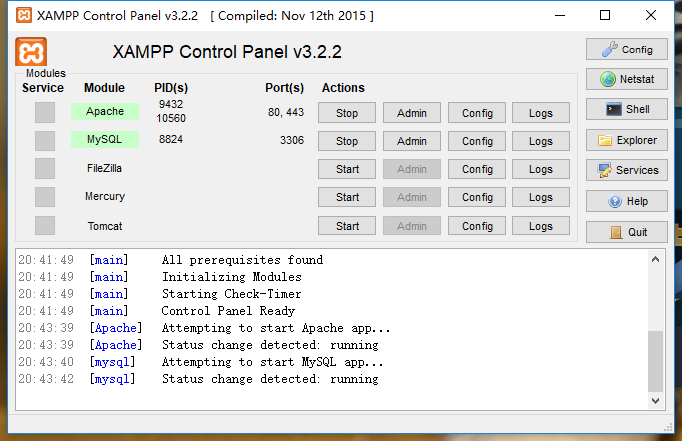 XAMPP Control Panel v3.2.2 [ Compiled: Nov 12th 2015 ]
XAMPP Control Panel v3.2.2
Config
Modules
Service Module PID(s) Port(s) Actions
Netstat
Apache 9432 10560 80, 443 Stop Admin Config Logs
Shell
MySQL 8824 3306 Stop Admin Config Logs
Explorer
FileZilla Start Admin Config Logs
Services
Mercury Start Admin Config Logs
Help
Tomcat Start Admin Config Logs
Quit
20:41:49 [main] All prerequisites found
20:41:49 [main] Initializing Modules
20:41:49 [main] Starting Check-Timer
20:41:49 [main] Control Panel Ready
20:43:39 [Apache] Attempting to start Apache app...
20:43:39 [Apache] Status change detected: running
20:43:40 [mysql] Attempting to start MySQL app...
20:43:42 [mysql] Status change detected: running